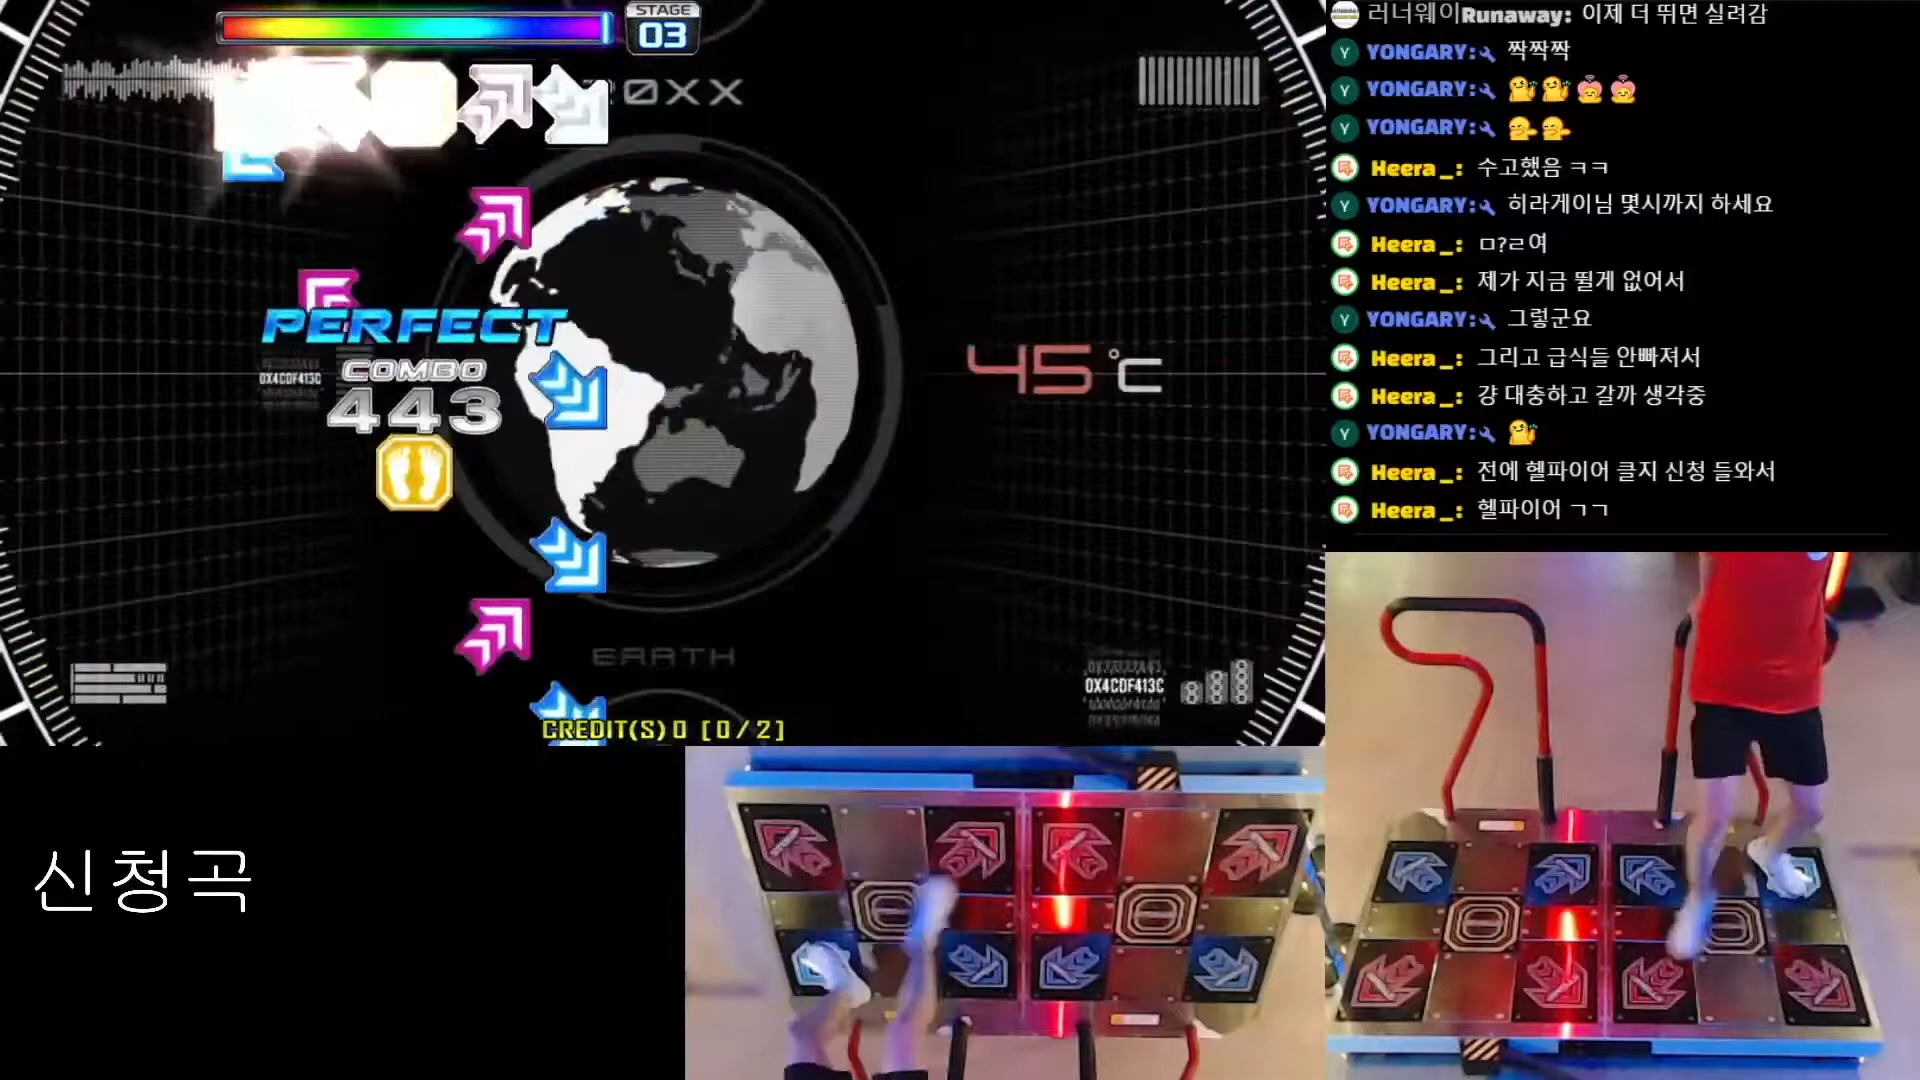 STAGE
03
0XX
PERFECT
COMBO
443
0X4CDF413C
45°C
EARTH
0X4CDF413C
CREDIT(S) 0 [0/2]
러너웨이Runaway: 이제 더 뛰면 실려감
Y YONGARY: 짝짝짝
Y YONGARY:
Y YONGARY:
Heera_: 수고했음 ㅋㅋ
Y YONGARY: 히라게이님 몇시까지 하세요
Heera_: ㅁ?ㄹ여
Heera_: 제가 지금 뛸게 없어서
Y YONGARY: 그렇군요
Heera_: 그리고 급식들 안빠져서
Heera_: 걍 대충하고 갈까 생각중
Y YONGARY:
Heera_: 전에 헬파이어 클지 신청 들와서
Heera_: 헬파이어 ㄱㄱ
신청곡